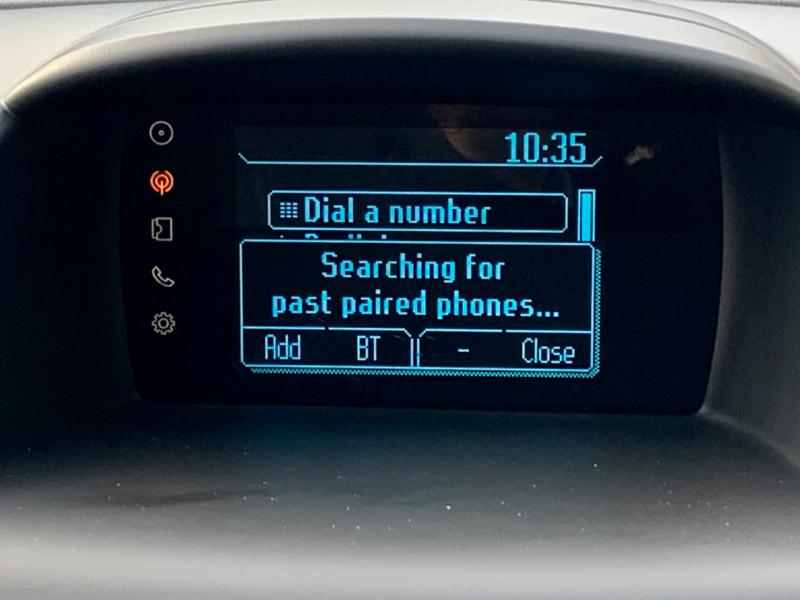 10:35
Dial a number
Searching for
past paired phones...
Add BT - Close